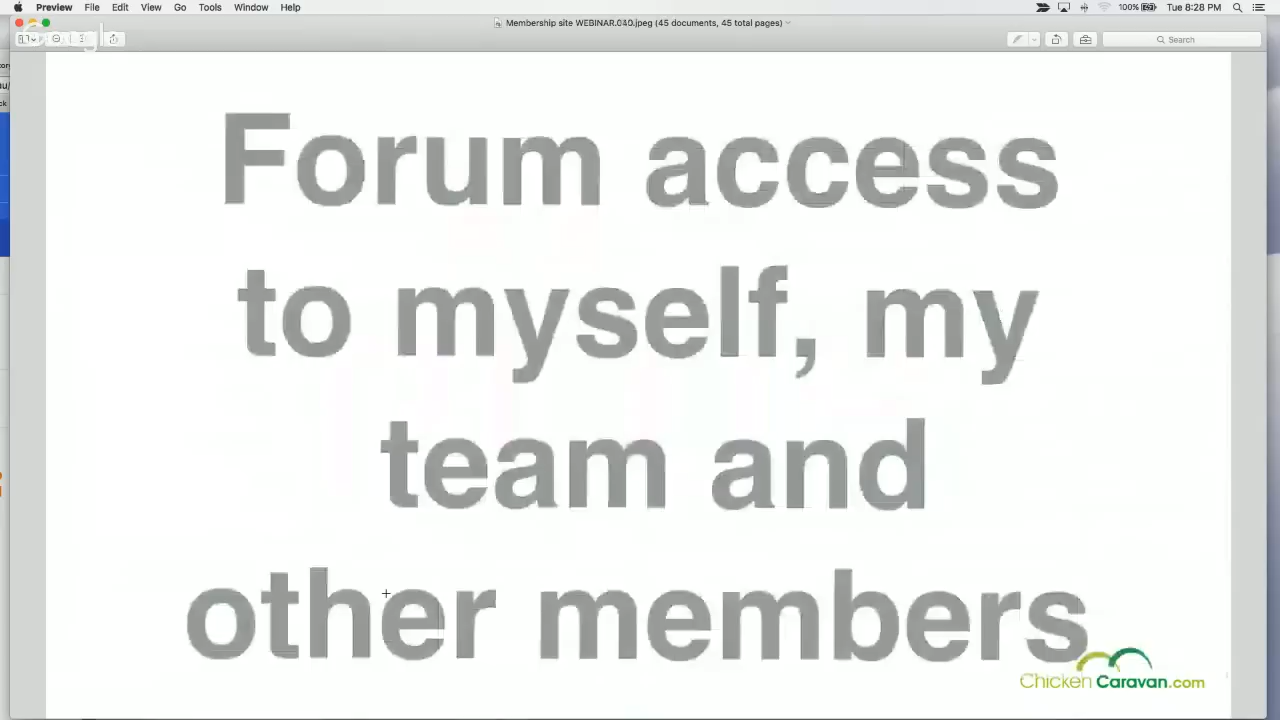 Preview File Edit View Go Tools Window Help 100% Tue 8:28 PM
Membership site WEBINAR.040.jpeg (45 documents, 45 total pages)
Search
Forum access
to myself, my
team and
other members
ChickenCaravan.com